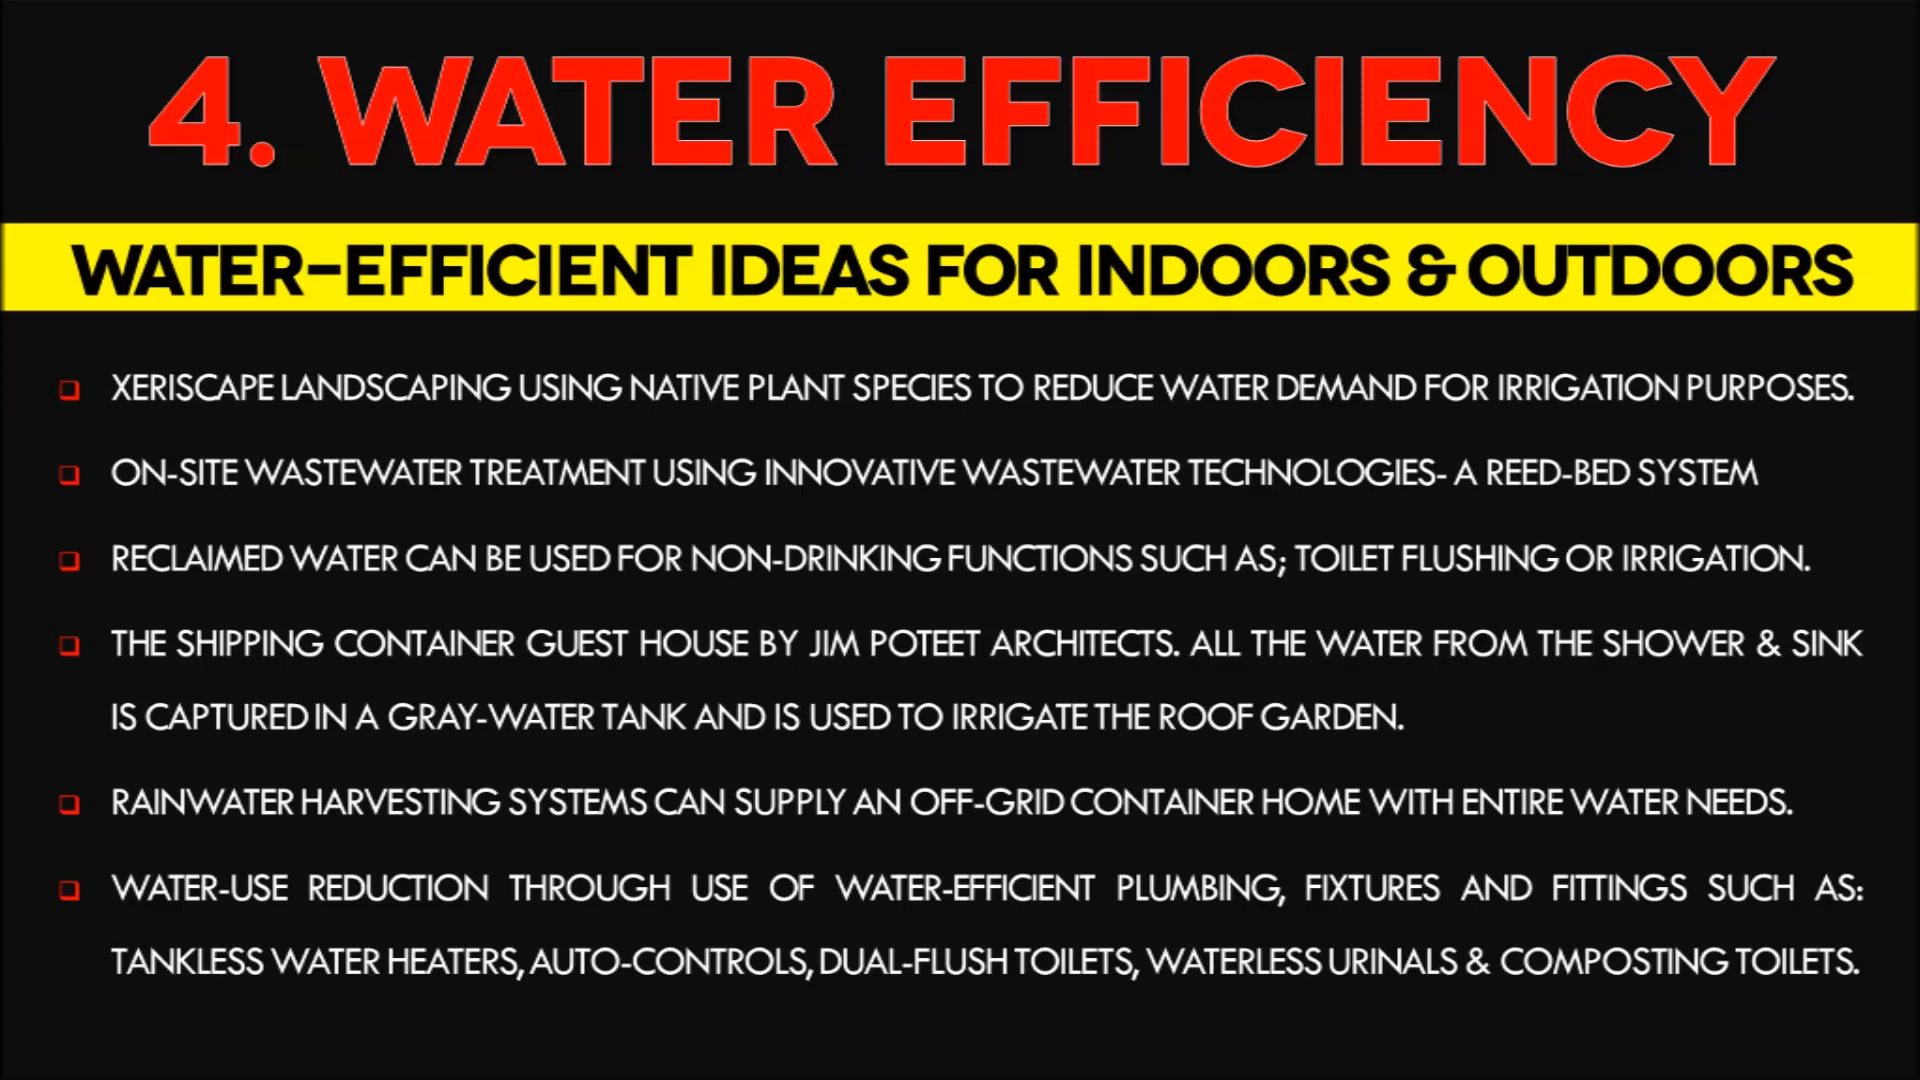 4. WATER EFFICIENCY
WATER-EFFICIENT IDEAS FOR INDOORS & OUTDOORS
XERISCAPE LANDSCAPING USING NATIVE PLANT SPECIES TO REDUCE WATER DEMAND FOR IRRIGATION PURPOSES.
ON-SITE WASTEWATER TREATMENT USING INNOVATIVE WASTEWATER TECHNOLOGIES- A REED-BED SYSTEM
RECLAIMED WATER CAN BE USED FOR NON-DRINKING FUNCTIONS SUCH AS; TOILET FLUSHING OR IRRIGATION.
THE SHIPPING CONTAINER GUEST HOUSE BY JIM POTEET ARCHITECTS. ALL THE WATER FROM THE SHOWER & SINK
IS CAPTURED IN A GRAY-WATER TANK AND IS USED TO IRRIGATE THE ROOF GARDEN.
RAINWATER HARVESTING SYSTEMS CAN SUPPLY AN OFF-GRID CONTAINER HOME WITH ENTIRE WATER NEEDS.
WATER-USE REDUCTION THROUGH USE OF WATER-EFFICIENT PLUMBING, FIXTURES AND FITTINGS SUCH AS:
TANKLESS WATER HEATERS, AUTO-CONTROLS, DUAL-FLUSH TOILETS, WATERLESS URINALS & COMPOSTING TOILETS.